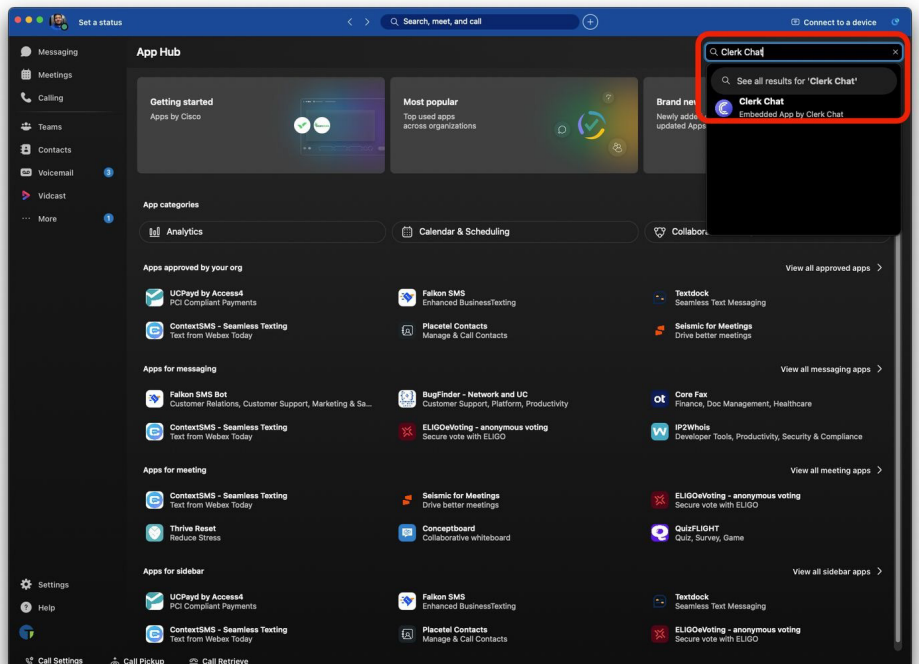 Set a status
Search, meet, and call
Connect to a device
Messaging
Meetings
Calling
Teams
Contacts
Voicemail
3
Vidcast
More
1
Settings
Help
App Hub
Clerk Chat
See all results for 'Clerk Chat'
Clerk Chat
Embedded App by Clerk Chat
Getting started
Apps by Cisco
Most popular
Top used apps
across organizations
Newly
updated Apps
App categories
Analytics
Calendar & Scheduling
Apps approved by your org
View all approved apps
UCPayd by Access4
PCI Compliant Payments
Falkon SMS
Enhanced BusinessTexting
Textdock
Seamless Text Messaging
ContextSMS - Seamless Texting
Text from Webex Today
Placetel Contacts
Manage & Call Contacts
Seismic for Meetings
Drive better meetings
Apps for messaging
View all messaging apps
Falkon SMS Bot
Customer Relations, Customer Support, Marketing & Sa...
BugFinder - Network and UC
Customer Support, Platform, Productivity
ot
Core Fax
Finance, Doc Management, Healthcare
ContextSMS - Seamless Texting
Text from Webex Today
ELIGOeVoting - anonymous voting
Secure vote with ELIGO
IP2Whois
Developer Tools, Productivity, Security & Compliance
Apps for meeting
View all meeting apps
ContextSMS - Seamless Texting
Text from Webex Today
Seismic for Meetings
Drive better meetings
ELIGOeVoting - anonymous voting
Secure vote with ELIGO
Thrive Reset
Reduce Stress
Conceptboard
Collaborative whiteboard
QuizFLIGHT
Quiz, Survey, Game
Apps for sidebar
View all sidebar apps
UCPayd by Access4
PCI Compliant Payments
Falkon SMS
Enhanced BusinessTexting
Textdock
Seamless Text Messaging
ContextSMS - Seamless Texting
Text from Webex Today
Placetel Contacts
Manage & Call Contacts
ELIGOeVoting - anonymous voting
Secure vote with ELIGO
Call Settings
Call Pickup
Call Retrieve